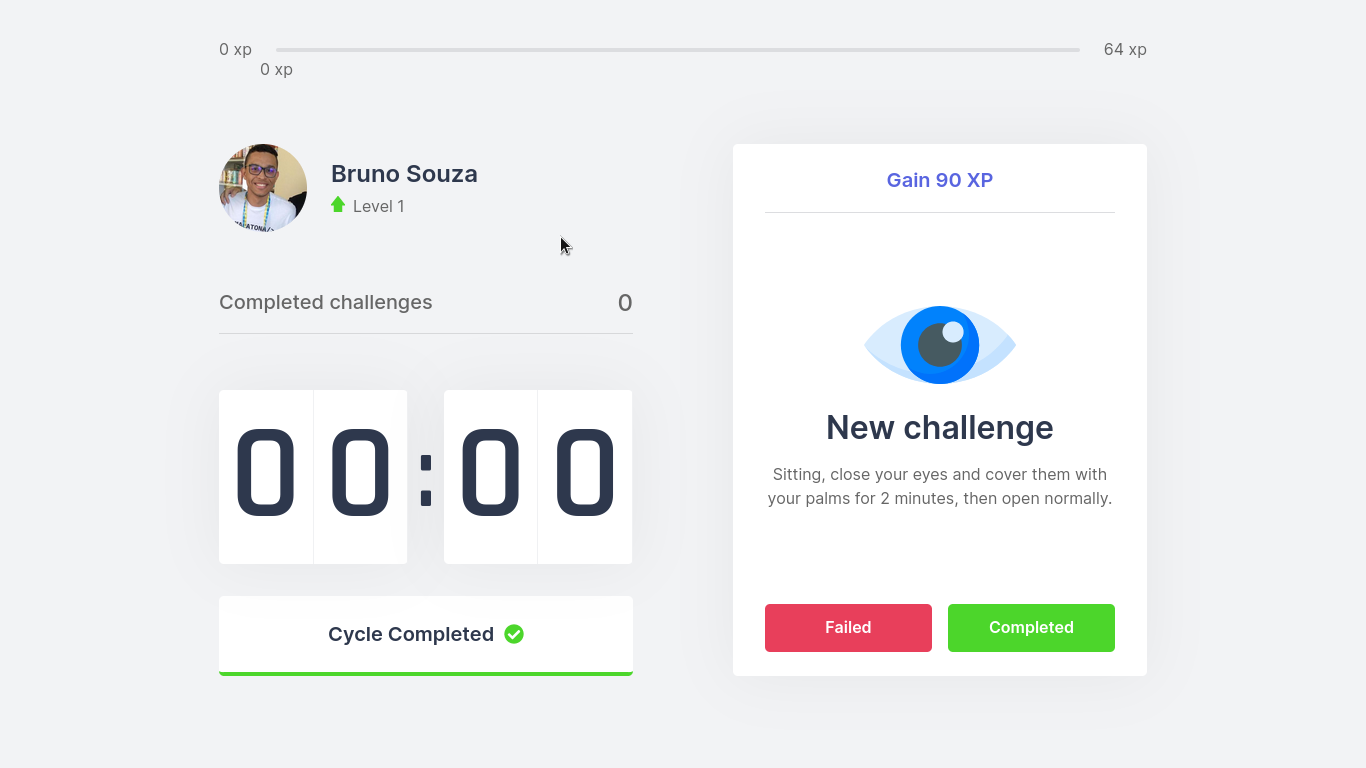 0 xp
64 xp
0 xp
Bruno Souza
Level 1
Completed challenges 0
00:00
Cycle Completed
Gain 90 XP
New challenge
Sitting, close your eyes and cover them with
your palms for 2 minutes, then open normally.
Failed
Completed